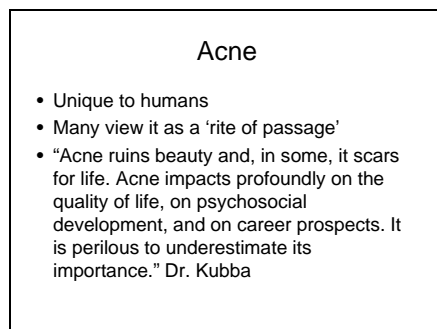 Acne
• Unique to humans
• Many view it as a ‘rite of passage’
• “Acne ruins beauty and, in some, it scars
for life. Acne impacts profoundly on the
quality of life, on psychosocial
development, and on career prospects. It
is perilous to underestimate its
importance.” Dr. Kubba